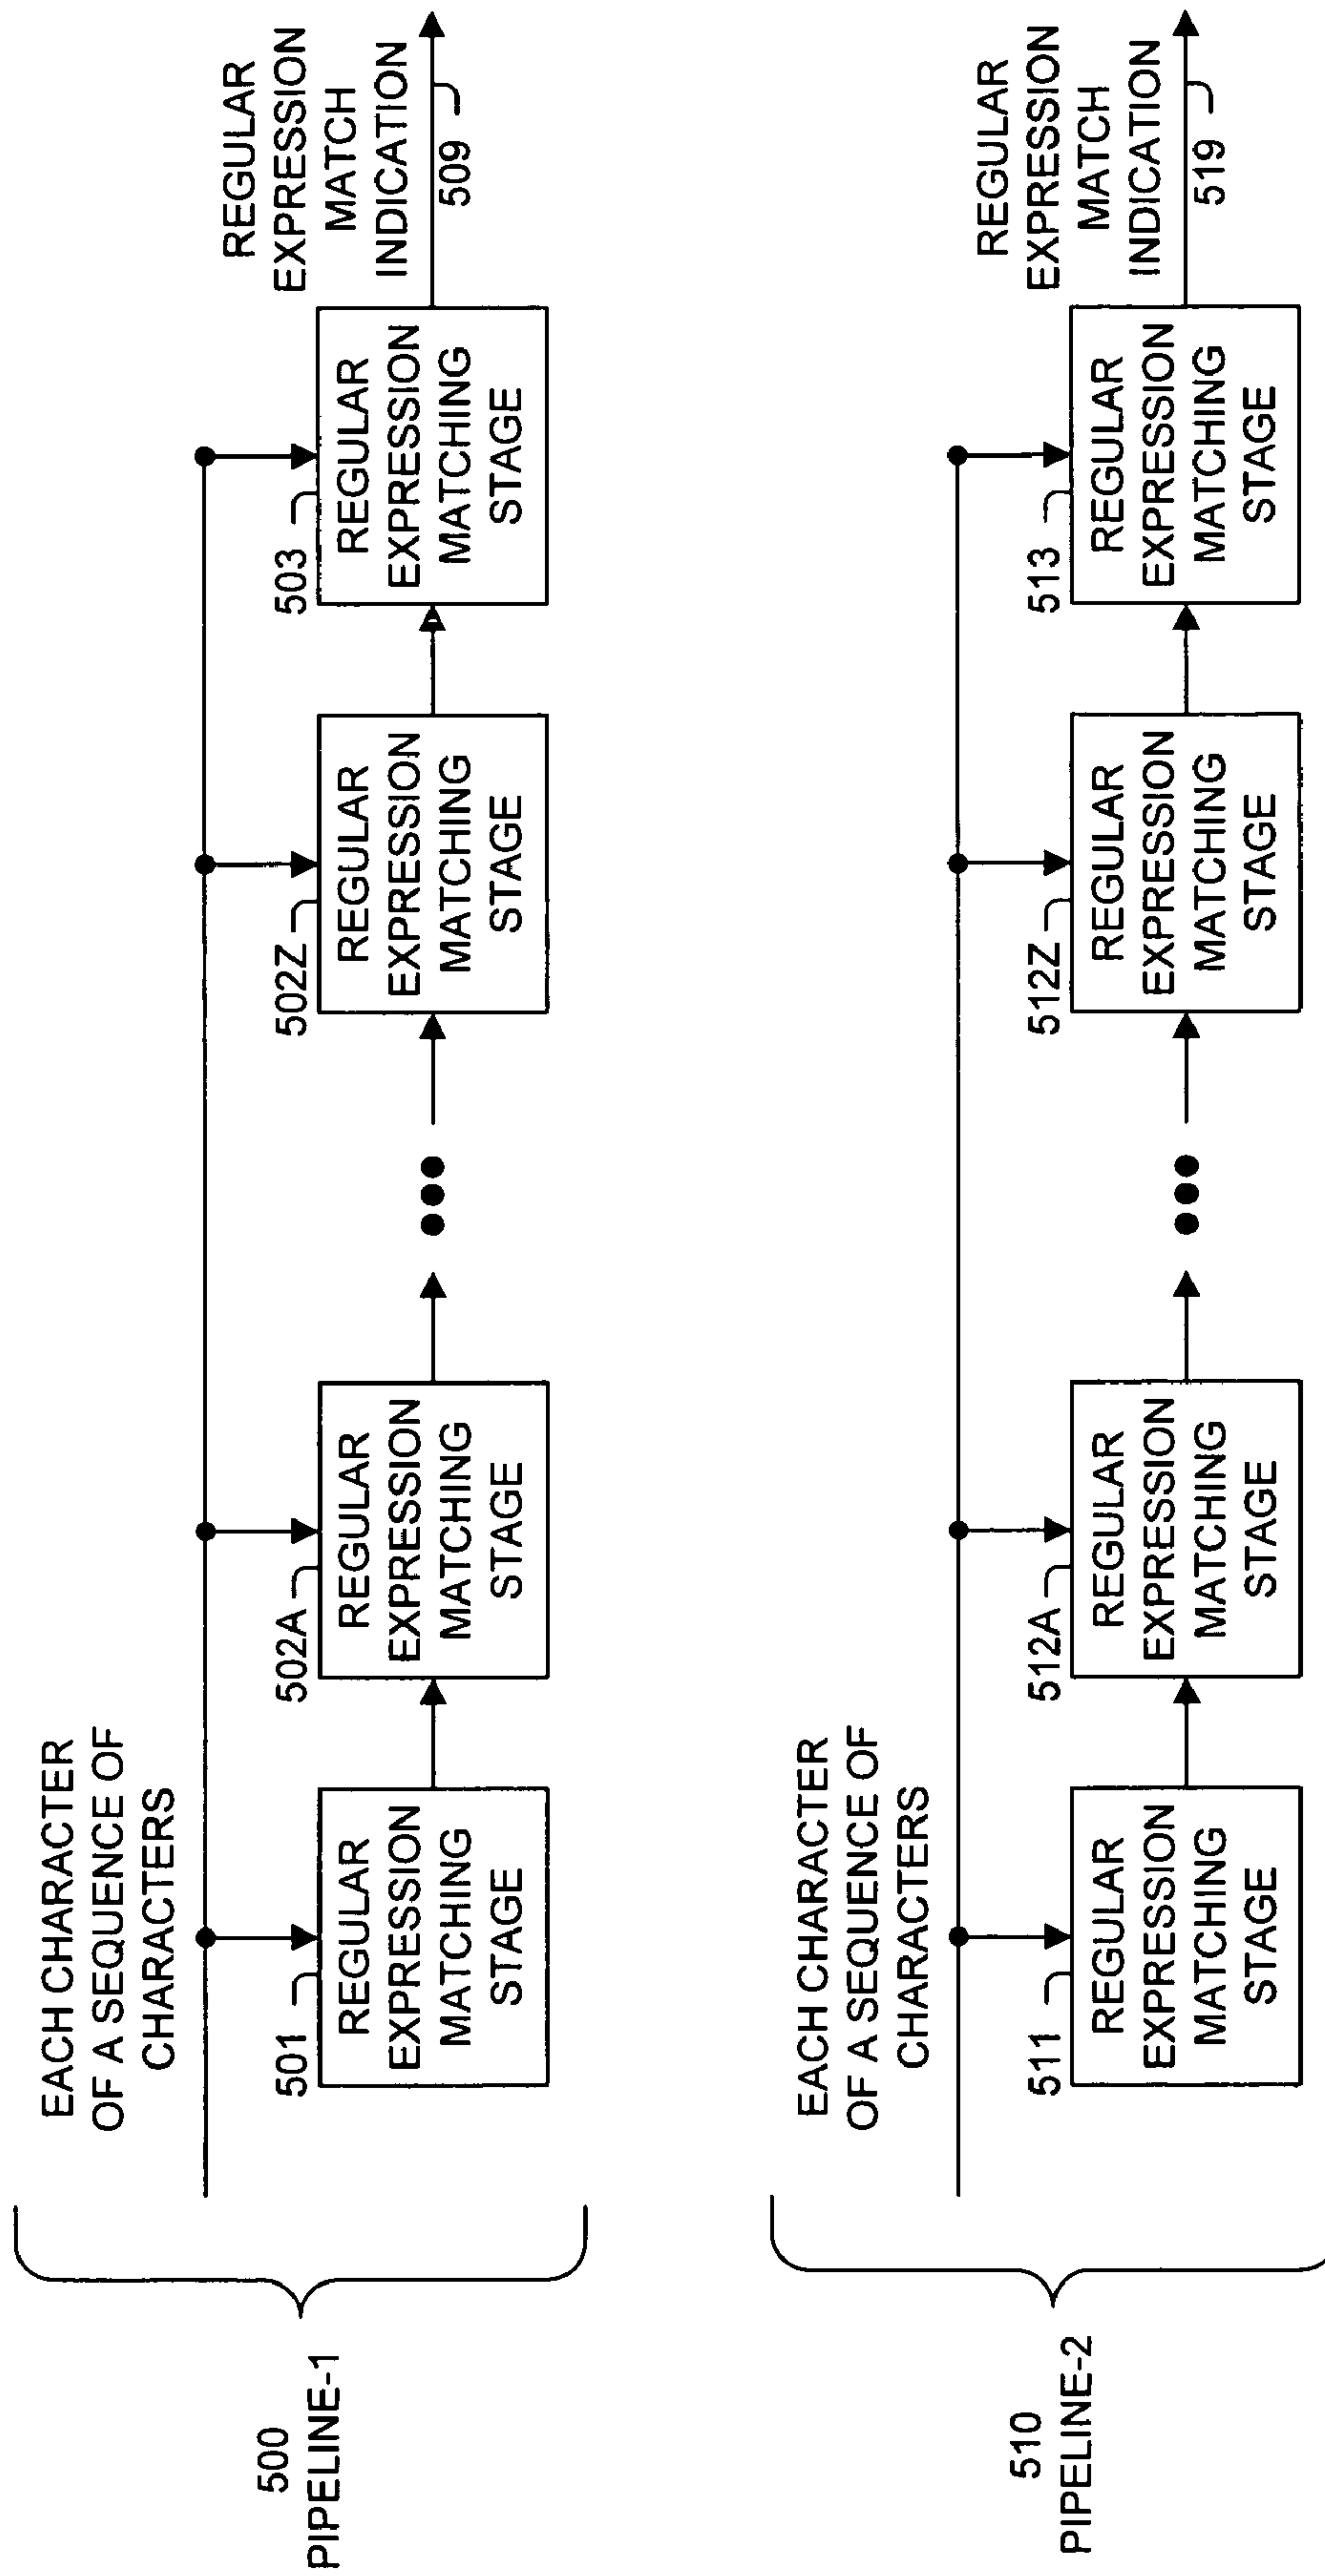 500
PIPELINE-1
EACH CHARACTER
OF A SEQUENCE OF
CHARACTERS
501
REGULAR
EXPRESSION
MATCHING
STAGE
502A
REGULAR
EXPRESSION
MATCHING
STAGE
502Z
REGULAR
EXPRESSION
MATCHING
STAGE
503
REGULAR
EXPRESSION
MATCHING
STAGE
REGULAR
EXPRESSION
MATCH
INDICATION
509
510
PIPELINE-2
EACH CHARACTER
OF A SEQUENCE OF
CHARACTERS
511
REGULAR
EXPRESSION
MATCHING
STAGE
512A
REGULAR
EXPRESSION
MATCHING
STAGE
512Z
REGULAR
EXPRESSION
MATCHING
STAGE
513
REGULAR
EXPRESSION
MATCHING
STAGE
REGULAR
EXPRESSION
MATCH
INDICATION
519